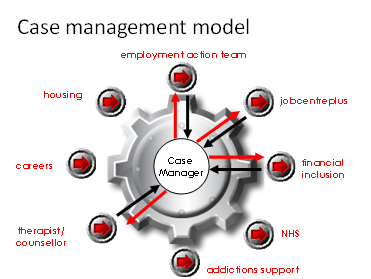 Case management model
employment action team
housing
jobcentreplus
Case
Manager
careers
financial
inclusion
therapist/
counsellor
NHS
addictions support